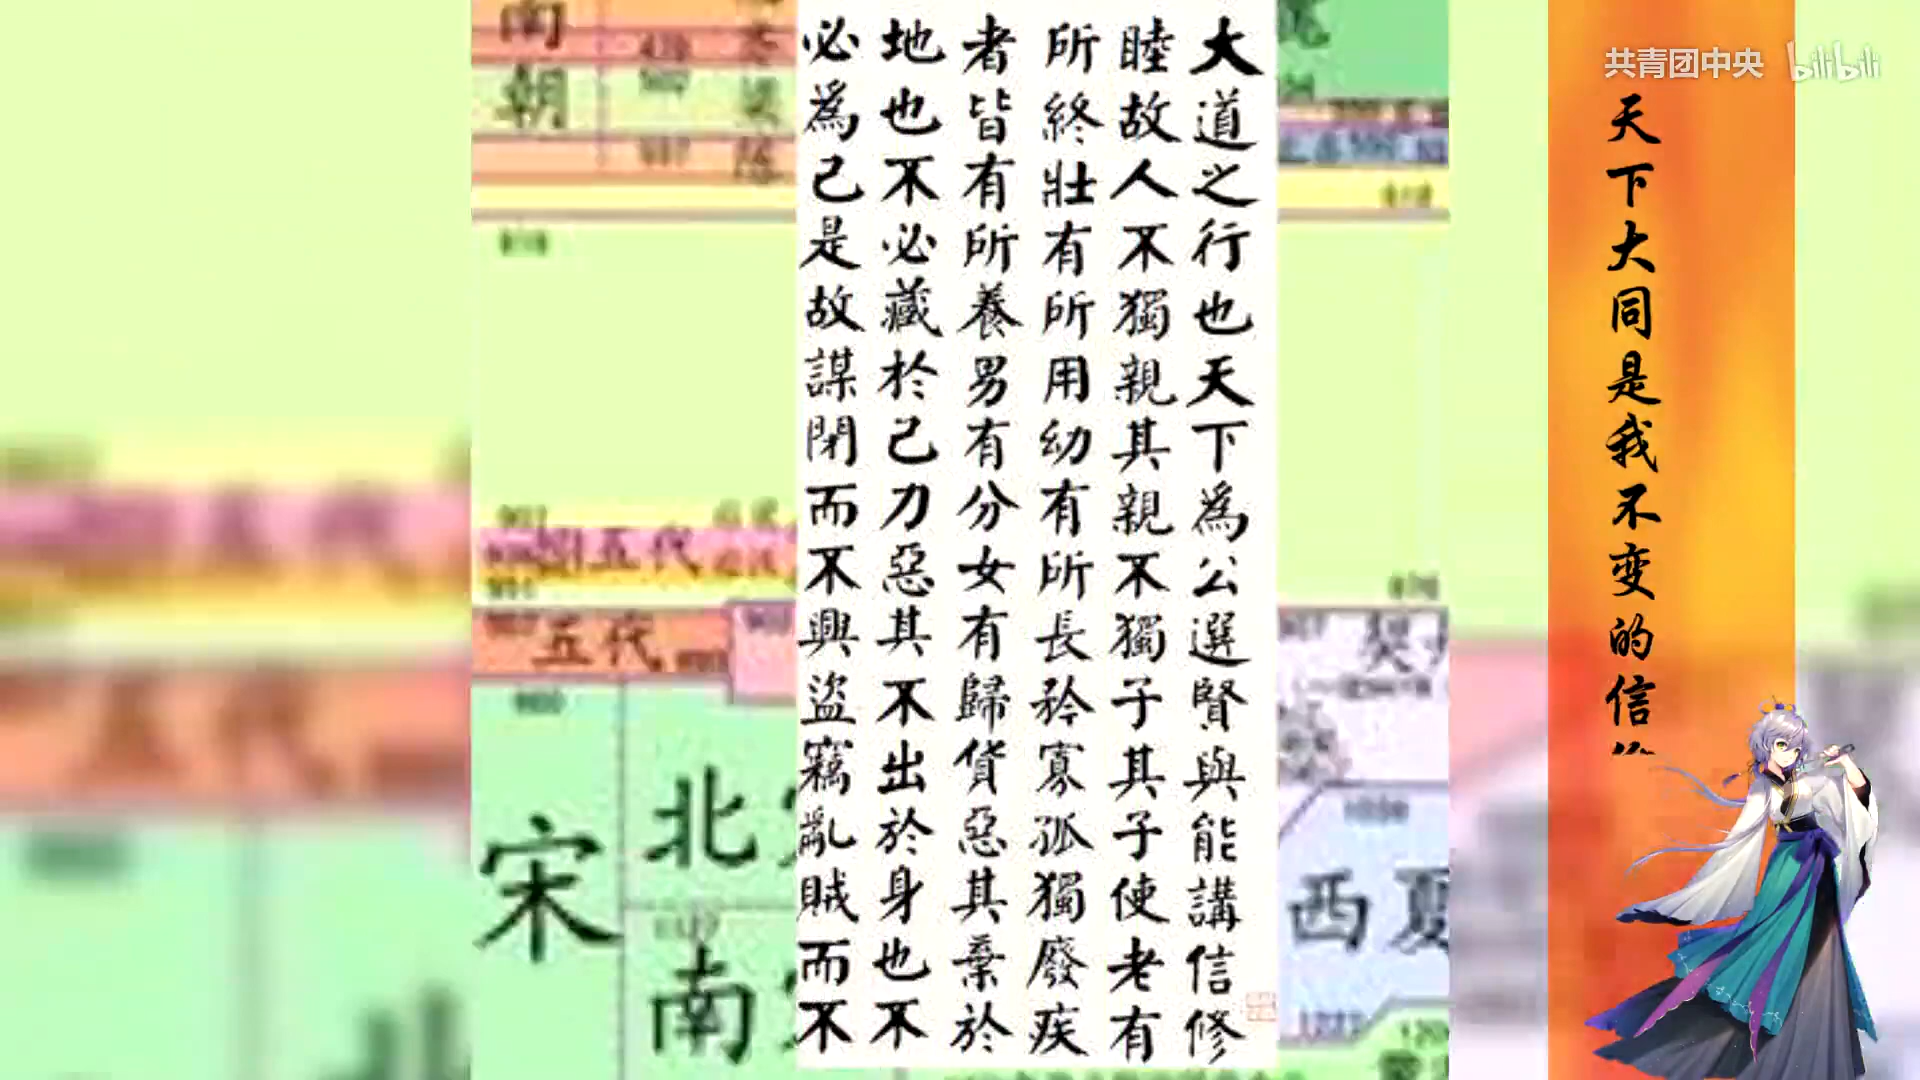 共青团中央 bilibili
天下大同是我不变的信
大道之行也天下為公選賢與能講信修
睦故人不獨親其親不獨子其子使老有
所終壯有所用幼有所長矜寡孤獨廢疾
者皆有所養男有分女有歸貨惡其棄於
地也不必藏於己力惡其不出於身也不
必為己是故謀閉而不興盜竊亂賊而不
朝
五代
五代
宋
北
南
西夏